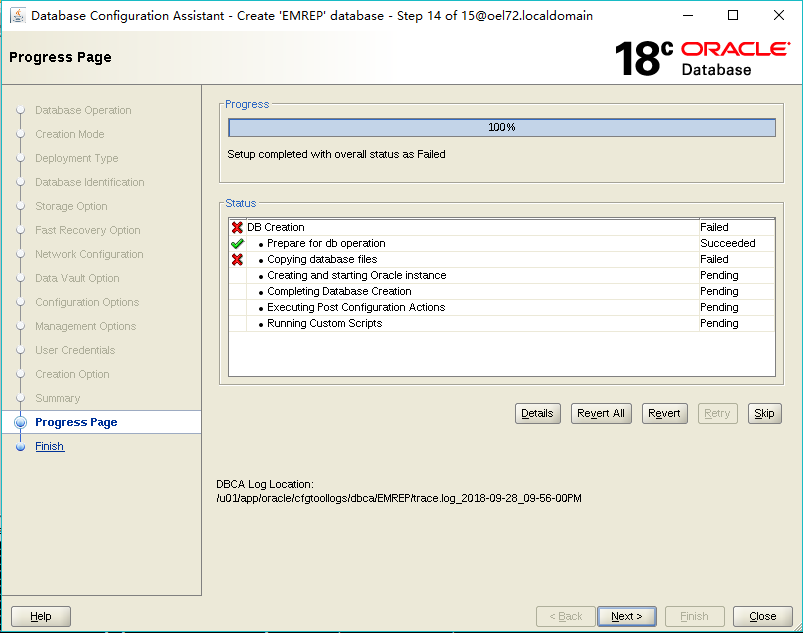 Database Configuration Assistant - Create 'EMREP' database - Step 14 of 15@oel72.localdomain
Progress Page
18c ORACLE Database
Database Operation
Creation Mode
Deployment Type
Database Identification
Storage Option
Fast Recovery Option
Network Configuration
Data Vault Option
Configuration Options
Management Options
User Credentials
Creation Option
Summary
Progress Page
Finish
Progress
100%
Setup completed with overall status as Failed
Status
DB Creation Failed
Prepare for db operation Succeeded
Copying database files Failed
Creating and starting Oracle instance Pending
Completing Database Creation Pending
Executing Post Configuration Actions Pending
Running Custom Scripts Pending
Details Revert All Revert Retry Skip
DBCA Log Location:
/u01/app/oracle/cfgtoollogs/dbca/EMREP/trace.log_2018-09-28_09-56-00PM
Help < Back Next > Finish Close